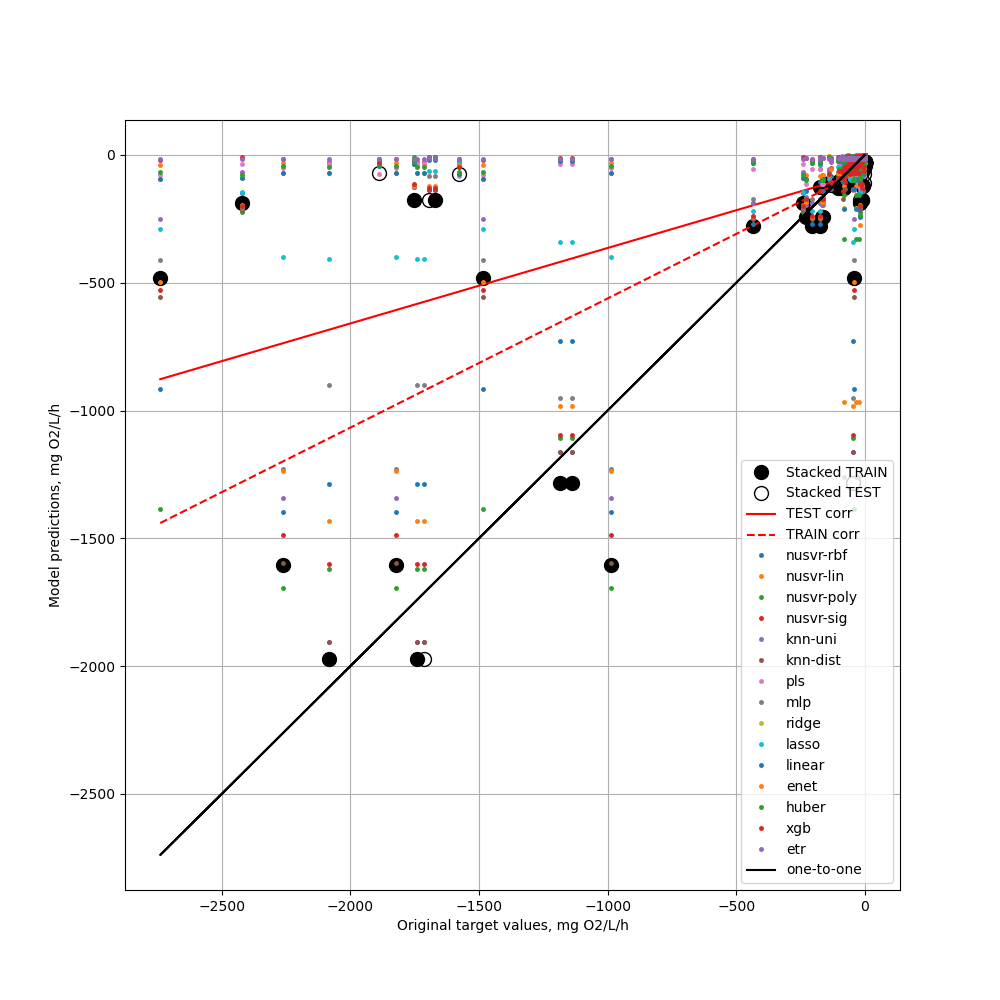 0
−500
−1000
−1500
−2000
−2500
Model predictions, mg O2/L/h
−2500
−2000
−1500
−1000
−500
0
Original target values, mg O2/L/h
Stacked TRAIN
Stacked TEST
TEST corr
TRAIN corr
nusvr-rbf
nusvr-lin
nusvr-poly
nusvr-sig
knn-uni
knn-dist
pls
mlp
ridge
lasso
linear
enet
huber
xgb
etr
one-to-one